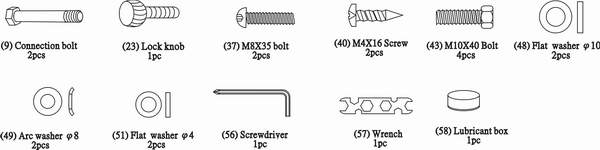 (9) Connection bolt
2pcs
(23) Lock knob
1pc
(37) M8X35 bolt
2pcs
(40) M4X16 Screw
2pcs
(43) M10X40 Bolt
4pcs
(48) Flat washer φ10
2pcs
(49) Arc washer φ8
2pcs
(51) Flat washer φ4
2pcs
(56) Screwdriver
1pc
(57) Wrench
1pc
(58) Lubricant box
1pc